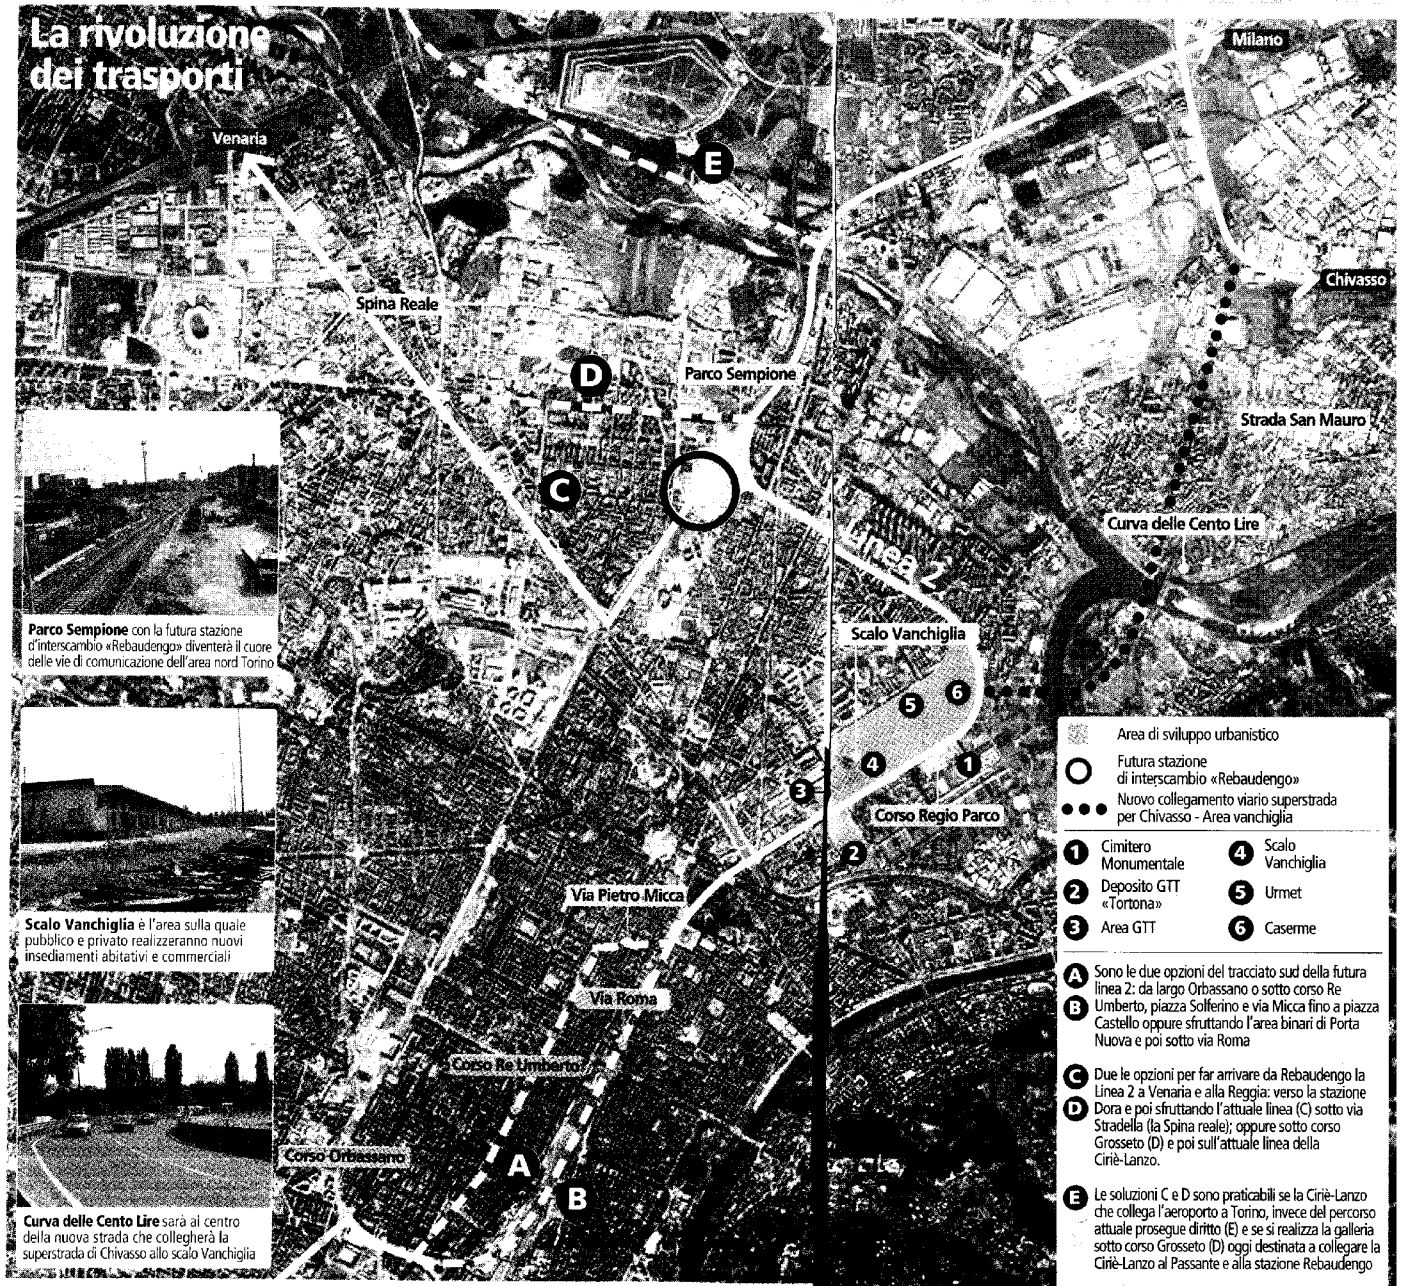 La rivoluzione
dei trasporti
Milano
Venaria
E
Chivasso
Spina Reale
D
Parco Sempione
Strada San Mauro
C
Curva delle Cento Lire
Linea 2
Parco Sempione con la futura stazione
d'interscambio «Rebaudengo» diventerà il cuore
delle vie di comunicazione dell'area nord Torino
Scalo Vanchiglia
6
5
4
1
3
Corso Regio Parco
2
Via Pietro Micca
Scalo Vanchiglia è l'area sulla quale
pubblico e privato realizzeranno nuovi
insediamenti abitativi e commerciali
Via Roma
Corso Re Umberto
Corso Orbassano
A
B
Curva delle Cento Lire sarà al centro
della nuova strada che collegherà la
superstrada di Chivasso allo scalo Vanchiglia
Area di sviluppo urbanistico
Futura stazione
di interscambio «Rebaudengo»
Nuovo collegamento viario superstrada
per Chivasso - Area vanchiglia
1 Cimitero
Monumentale
2 Deposito GTT
«Tortona»
3 Area GTT
4 Scalo
Vanchiglia
5 Urmet
6 Caserme
A Sono le due opzioni del tracciato sud della futura
linea 2: da largo Orbassano o sotto corso Re
B Umberto, piazza Solferino e via Micca fino a piazza
Castello oppure sfruttando l'area binari di Porta
Nuova e poi sotto via Roma
C Due le opzioni per far arrivare da Rebaudengo la
Linea 2 a Venaria e alla Reggia: verso la stazione
D Dora e poi sfruttando l'attuale linea (C) sotto via
Stradella (la Spina reale); oppure sotto corso
Grosseto (D) e poi sull'attuale linea della
Ciriè-Lanzo.
E Le soluzioni C e D sono praticabili se la Ciriè-Lanzo
che collega l'aeroporto a Torino, invece del percorso
attuale prosegue diritto (E) e se si realizza la galleria
sotto corso Grosseto (D) oggi destinata a collegare la
Ciriè-Lanzo al Passante e alla stazione Rebaudengo